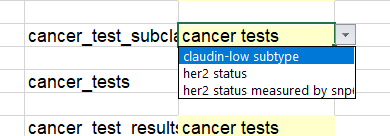 cancer_test_subcla cancer tests
claudin-low subtype
her2 status
her2 status measured by snp
cancer_tests
cancer_test_results cancer tests